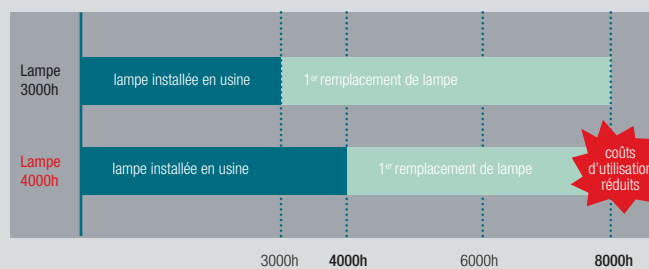 Lampe
3000h
lampe installée en usine
1er remplacement de lampe
Lampe
4000h
lampe installée en usine
1er remplacement de lampe
coûts
d'utilisation
réduits
3000h
4000h
6000h
8000h